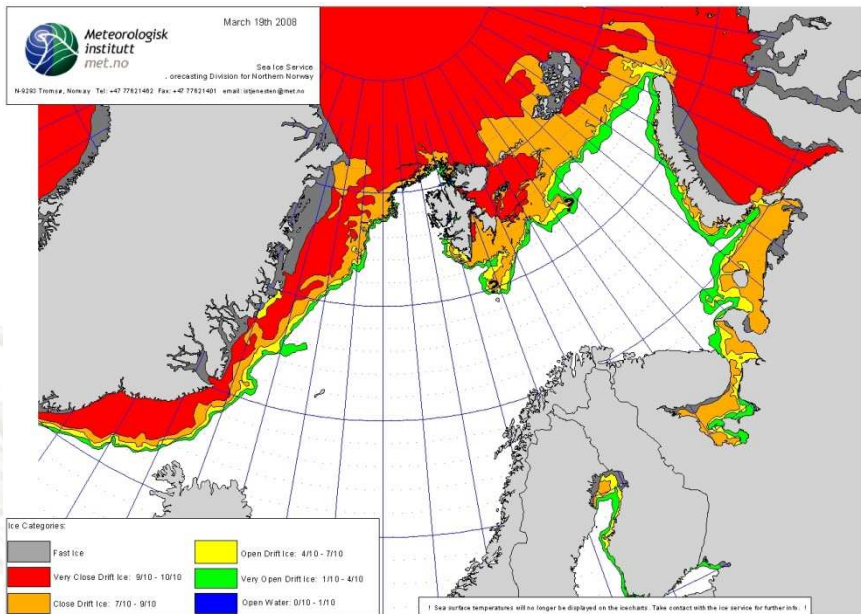 March 19th 2008
Meteorologisk
institutt
met.no
Sea Ice Service
. orecasting Division for Northern Norway
N-9293 Tromsø, Norway Tel: +47 77621462 Fax: +47 77621401 email: istjenesten@met.no
Ice Categories:
Fast Ice
Very Close Drift Ice: 9/10 - 10/10
Close Drift Ice: 7/10 - 9/10
Open Drift Ice: 4/10 - 7/10
Very Open Drift Ice: 1/10 - 4/10
Open Water: 0/10 - 1/10
! Sea surface temperatures will no longer be displayed on the icecharts. Take contact with the ice service for further info. !